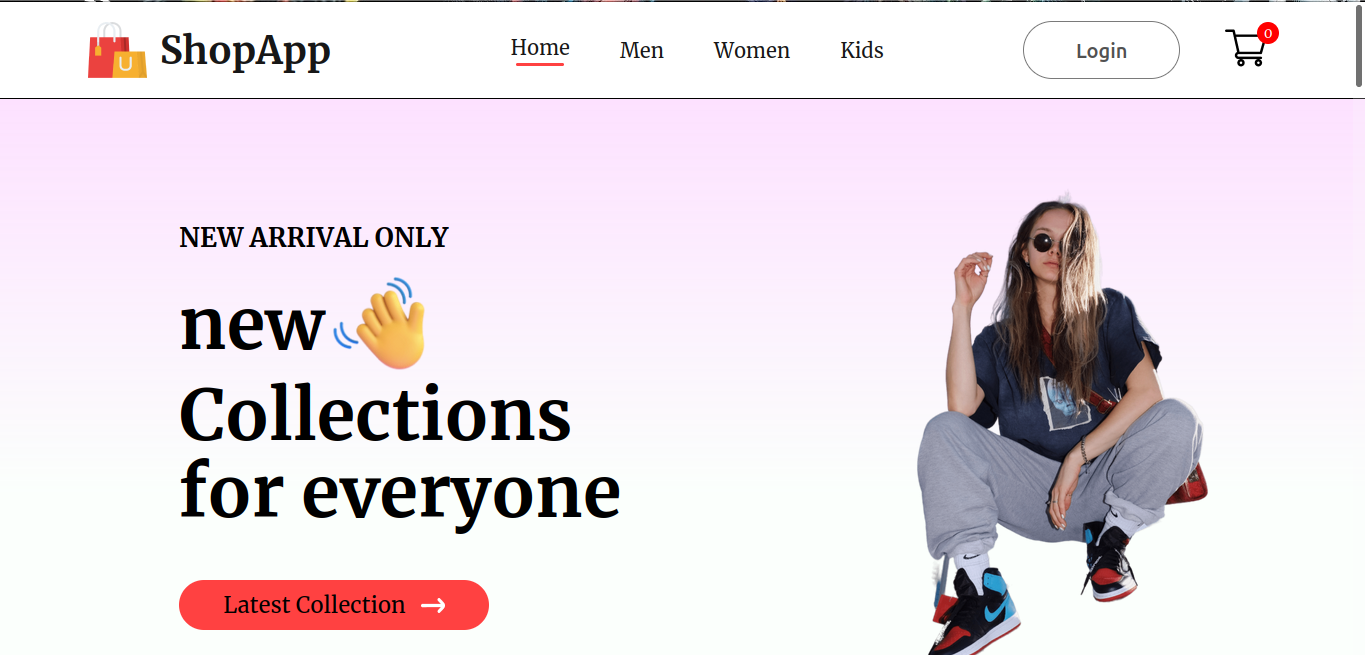 ShopApp
Home
Men
Women
Kids
Login
0
NEW ARRIVAL ONLY
new
Collections
for everyone
Latest Collection